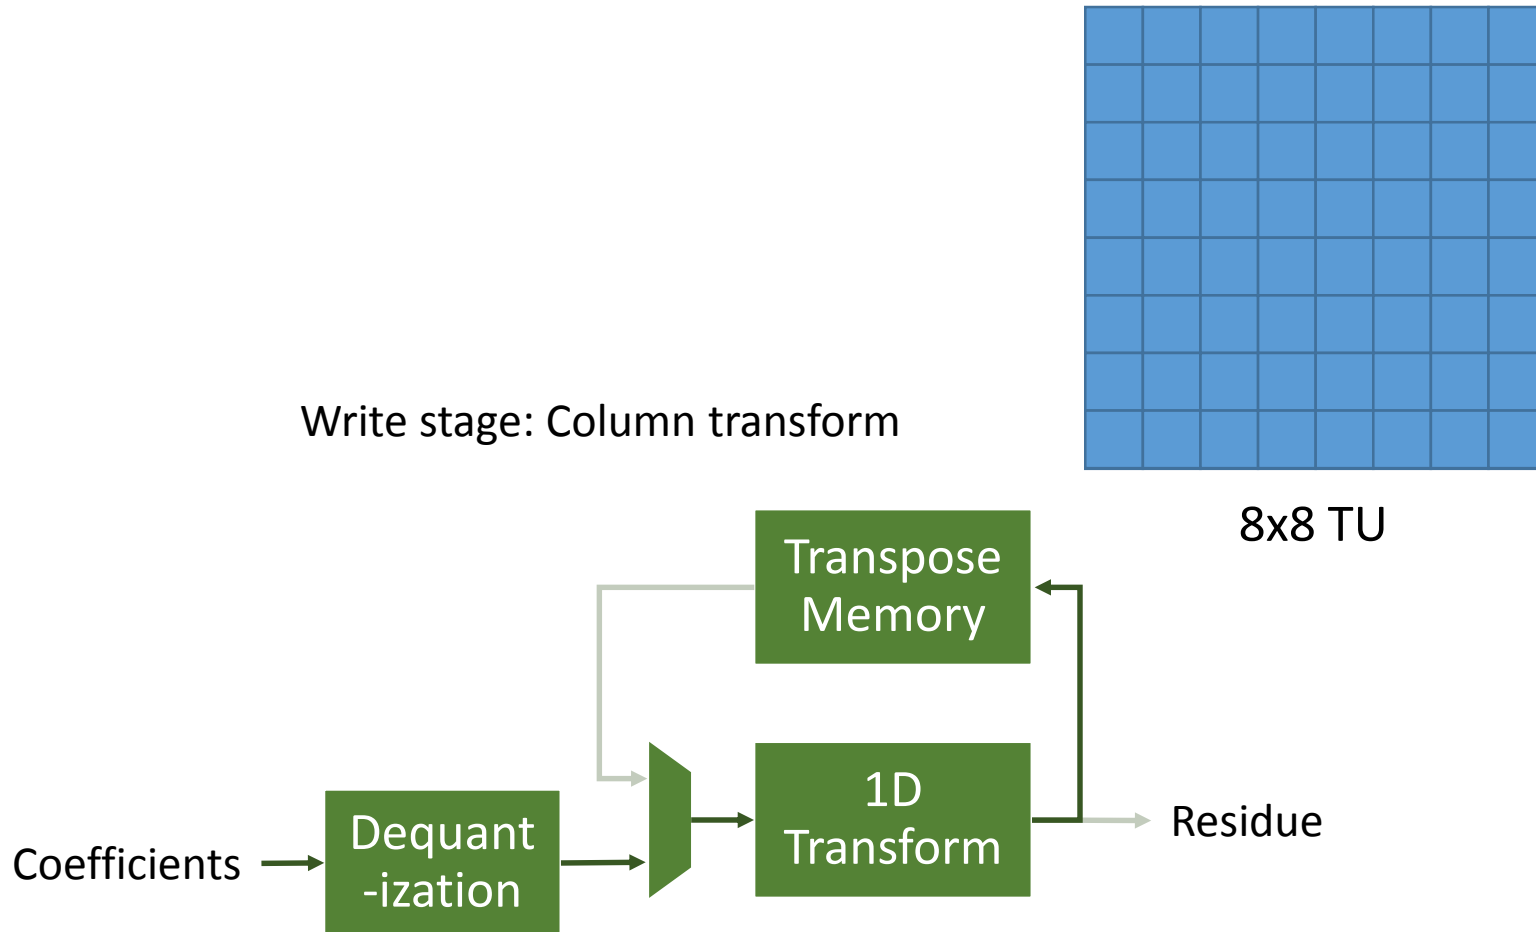 Write stage: Column transform
8x8 TU
Transpose
Memory
1D
Transform
Residue
Dequant
-ization
Coefficients